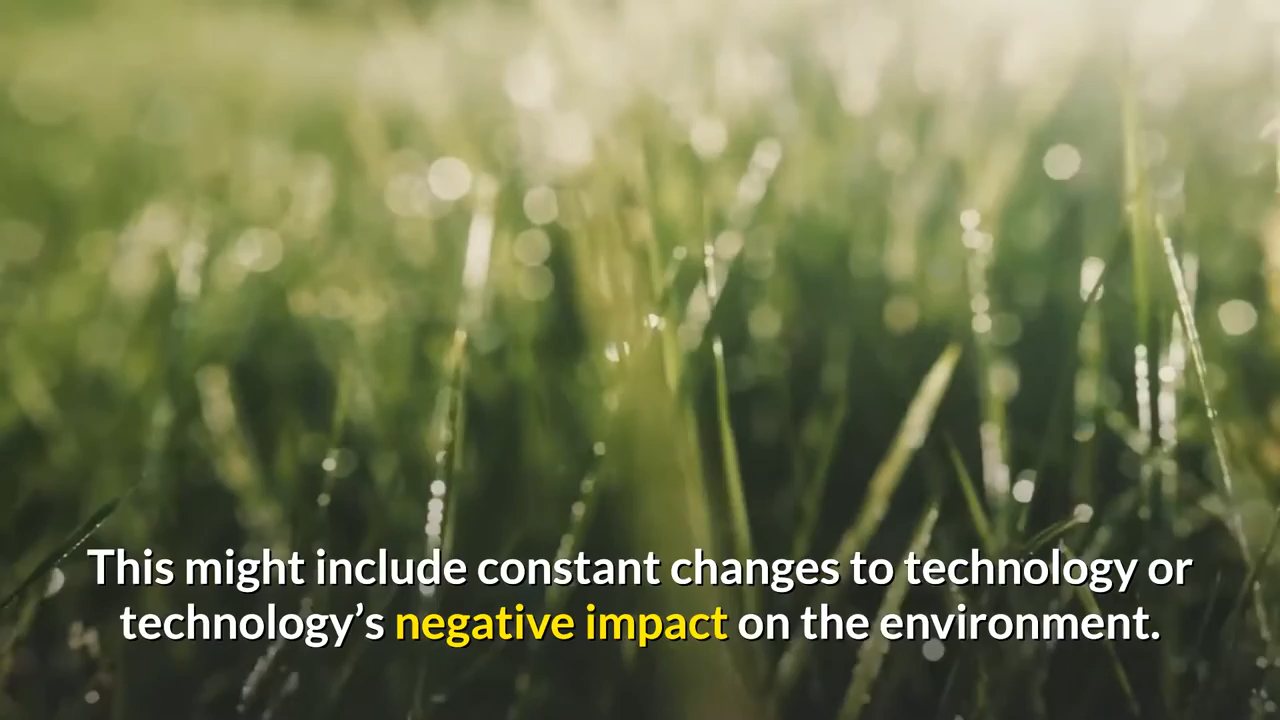 This might include constant changes to technology or
technology’s negative impact on the environment.